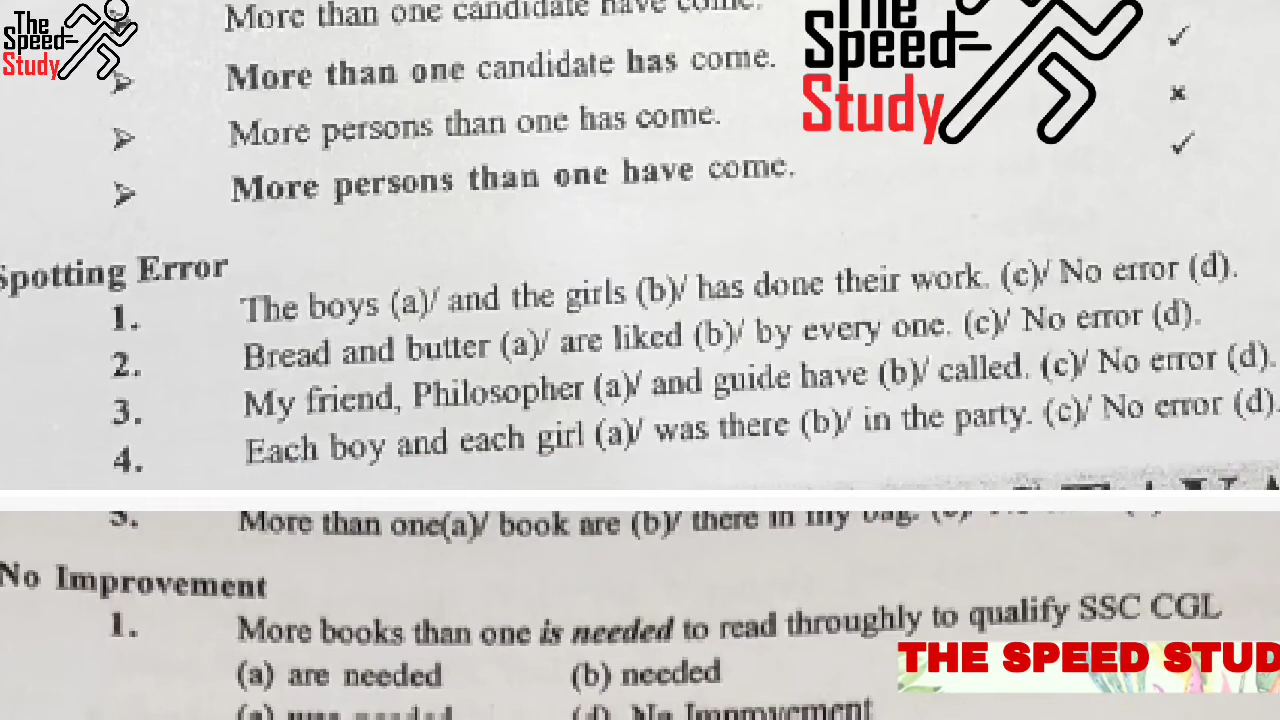 The
Speed
Study
The
Speed
Study
More than one candidate have come.
More than one candidate has come.
More persons than one has come.
More persons than one have come.
Spotting Error
1. The boys (a)/ and the girls (b)/ has done their work. (c)/ No error (d).
2. Bread and butter (a)/ are liked (b)/ by every one. (c)/ No error (d).
3. My friend, Philosopher (a)/ and guide have (b)/ called. (c)/ No error (d).
4. Each boy and each girl (a)/ was there (b)/ in the party. (c)/ No error (d).
5. More than one(a)/ book are (b)/ there in my bag.
No Improvement
1. More books than one is needed to read throughly to qualify SSC CGL
(a) are needed (b) needed
(d) No Improvement
THE SPEED STUD